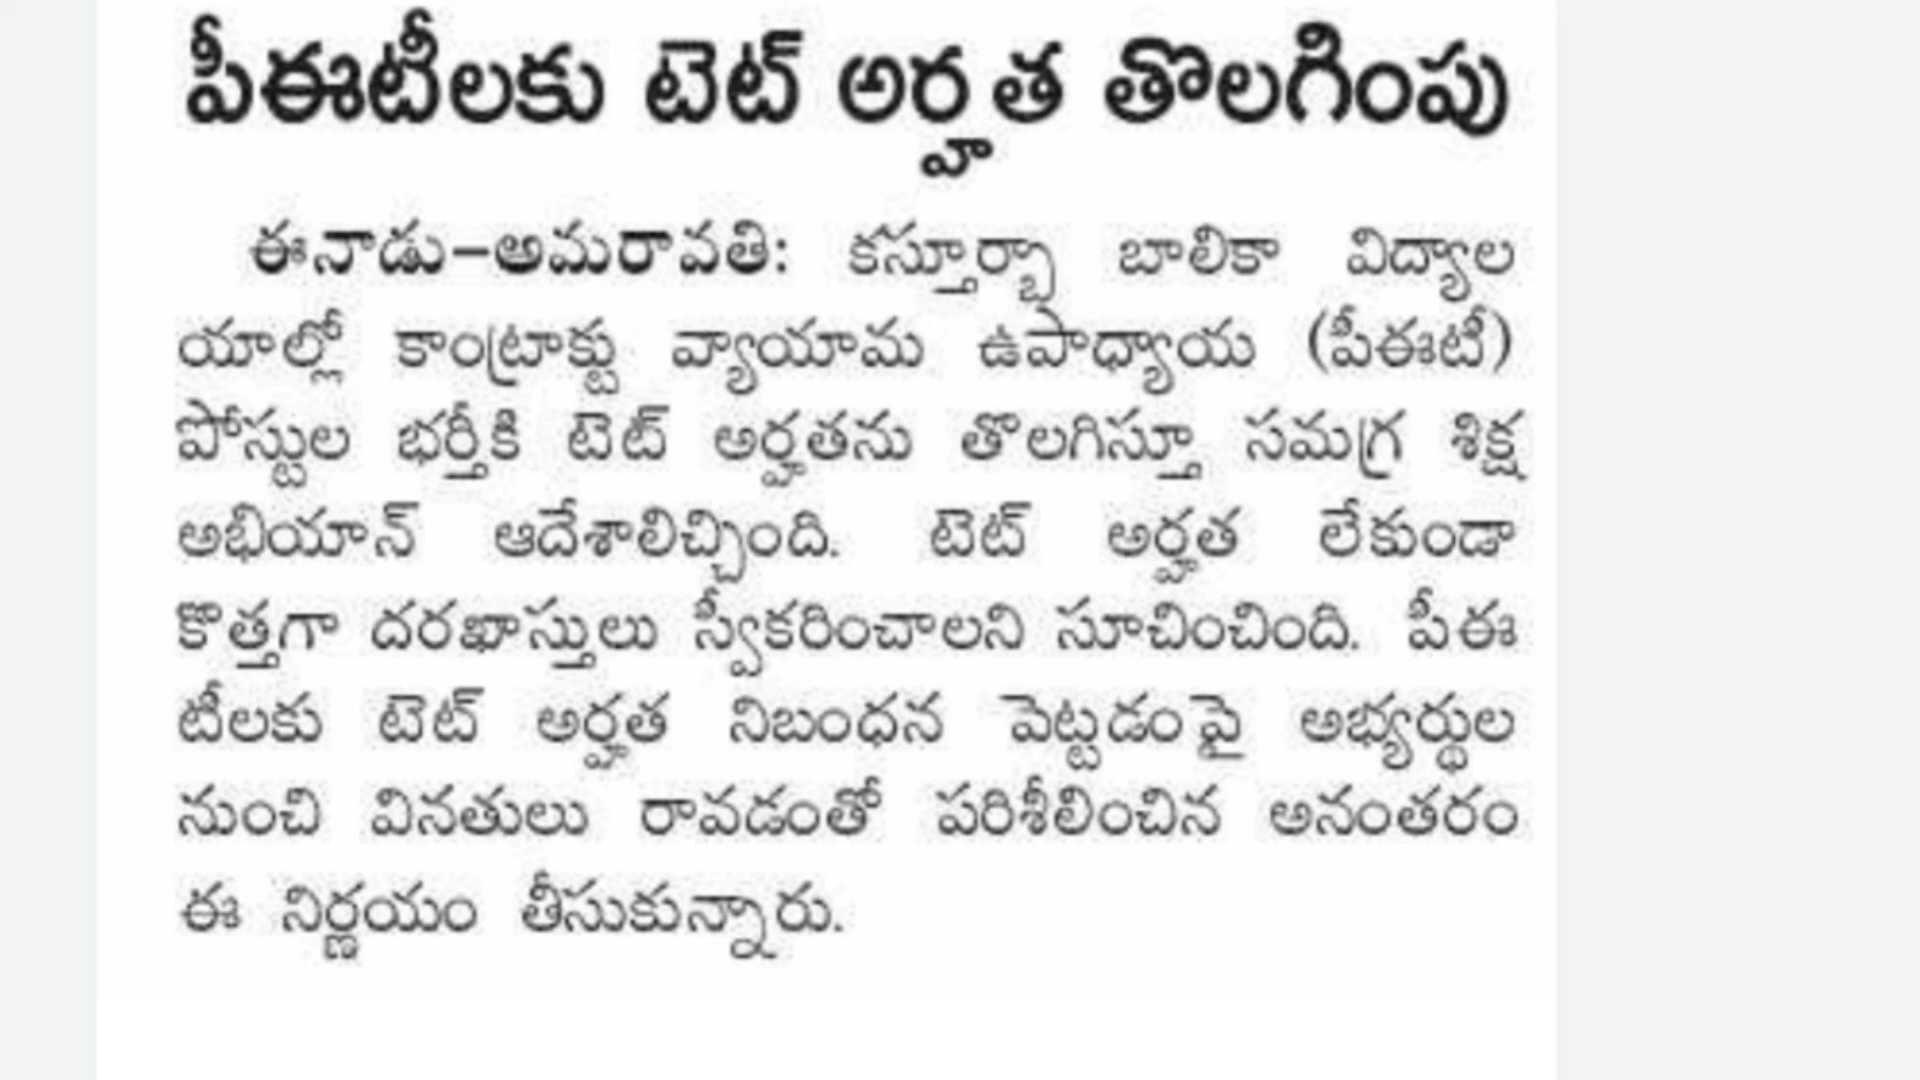 పీఈటీలకు టెట్ అర్హత తొలగింపు
ఈనాడు-అమరావతి: కస్తూర్బా బాలికా విద్యాల
యాల్లో కాంట్రాక్టు వ్యాయామ ఉపాధ్యాయ (పీఈటీ)
పోస్టుల భర్తీకి టెట్ అర్హతను తొలగిస్తూ సమగ్ర శిక్ష
అభియాన్ ఆదేశాలిచ్చింది. టెట్ అర్హత లేకుండా
కొత్తగా దరఖాస్తులు స్వీకరించాలని సూచించింది. పీఈ
టీలకు టెట్ అర్హత నిబంధన పెట్టడంపై అభ్యర్థుల
నుంచి వినతులు రావడంతో పరిశీలించిన అనంతరం
ఈ నిర్ణయం తీసుకున్నారు.